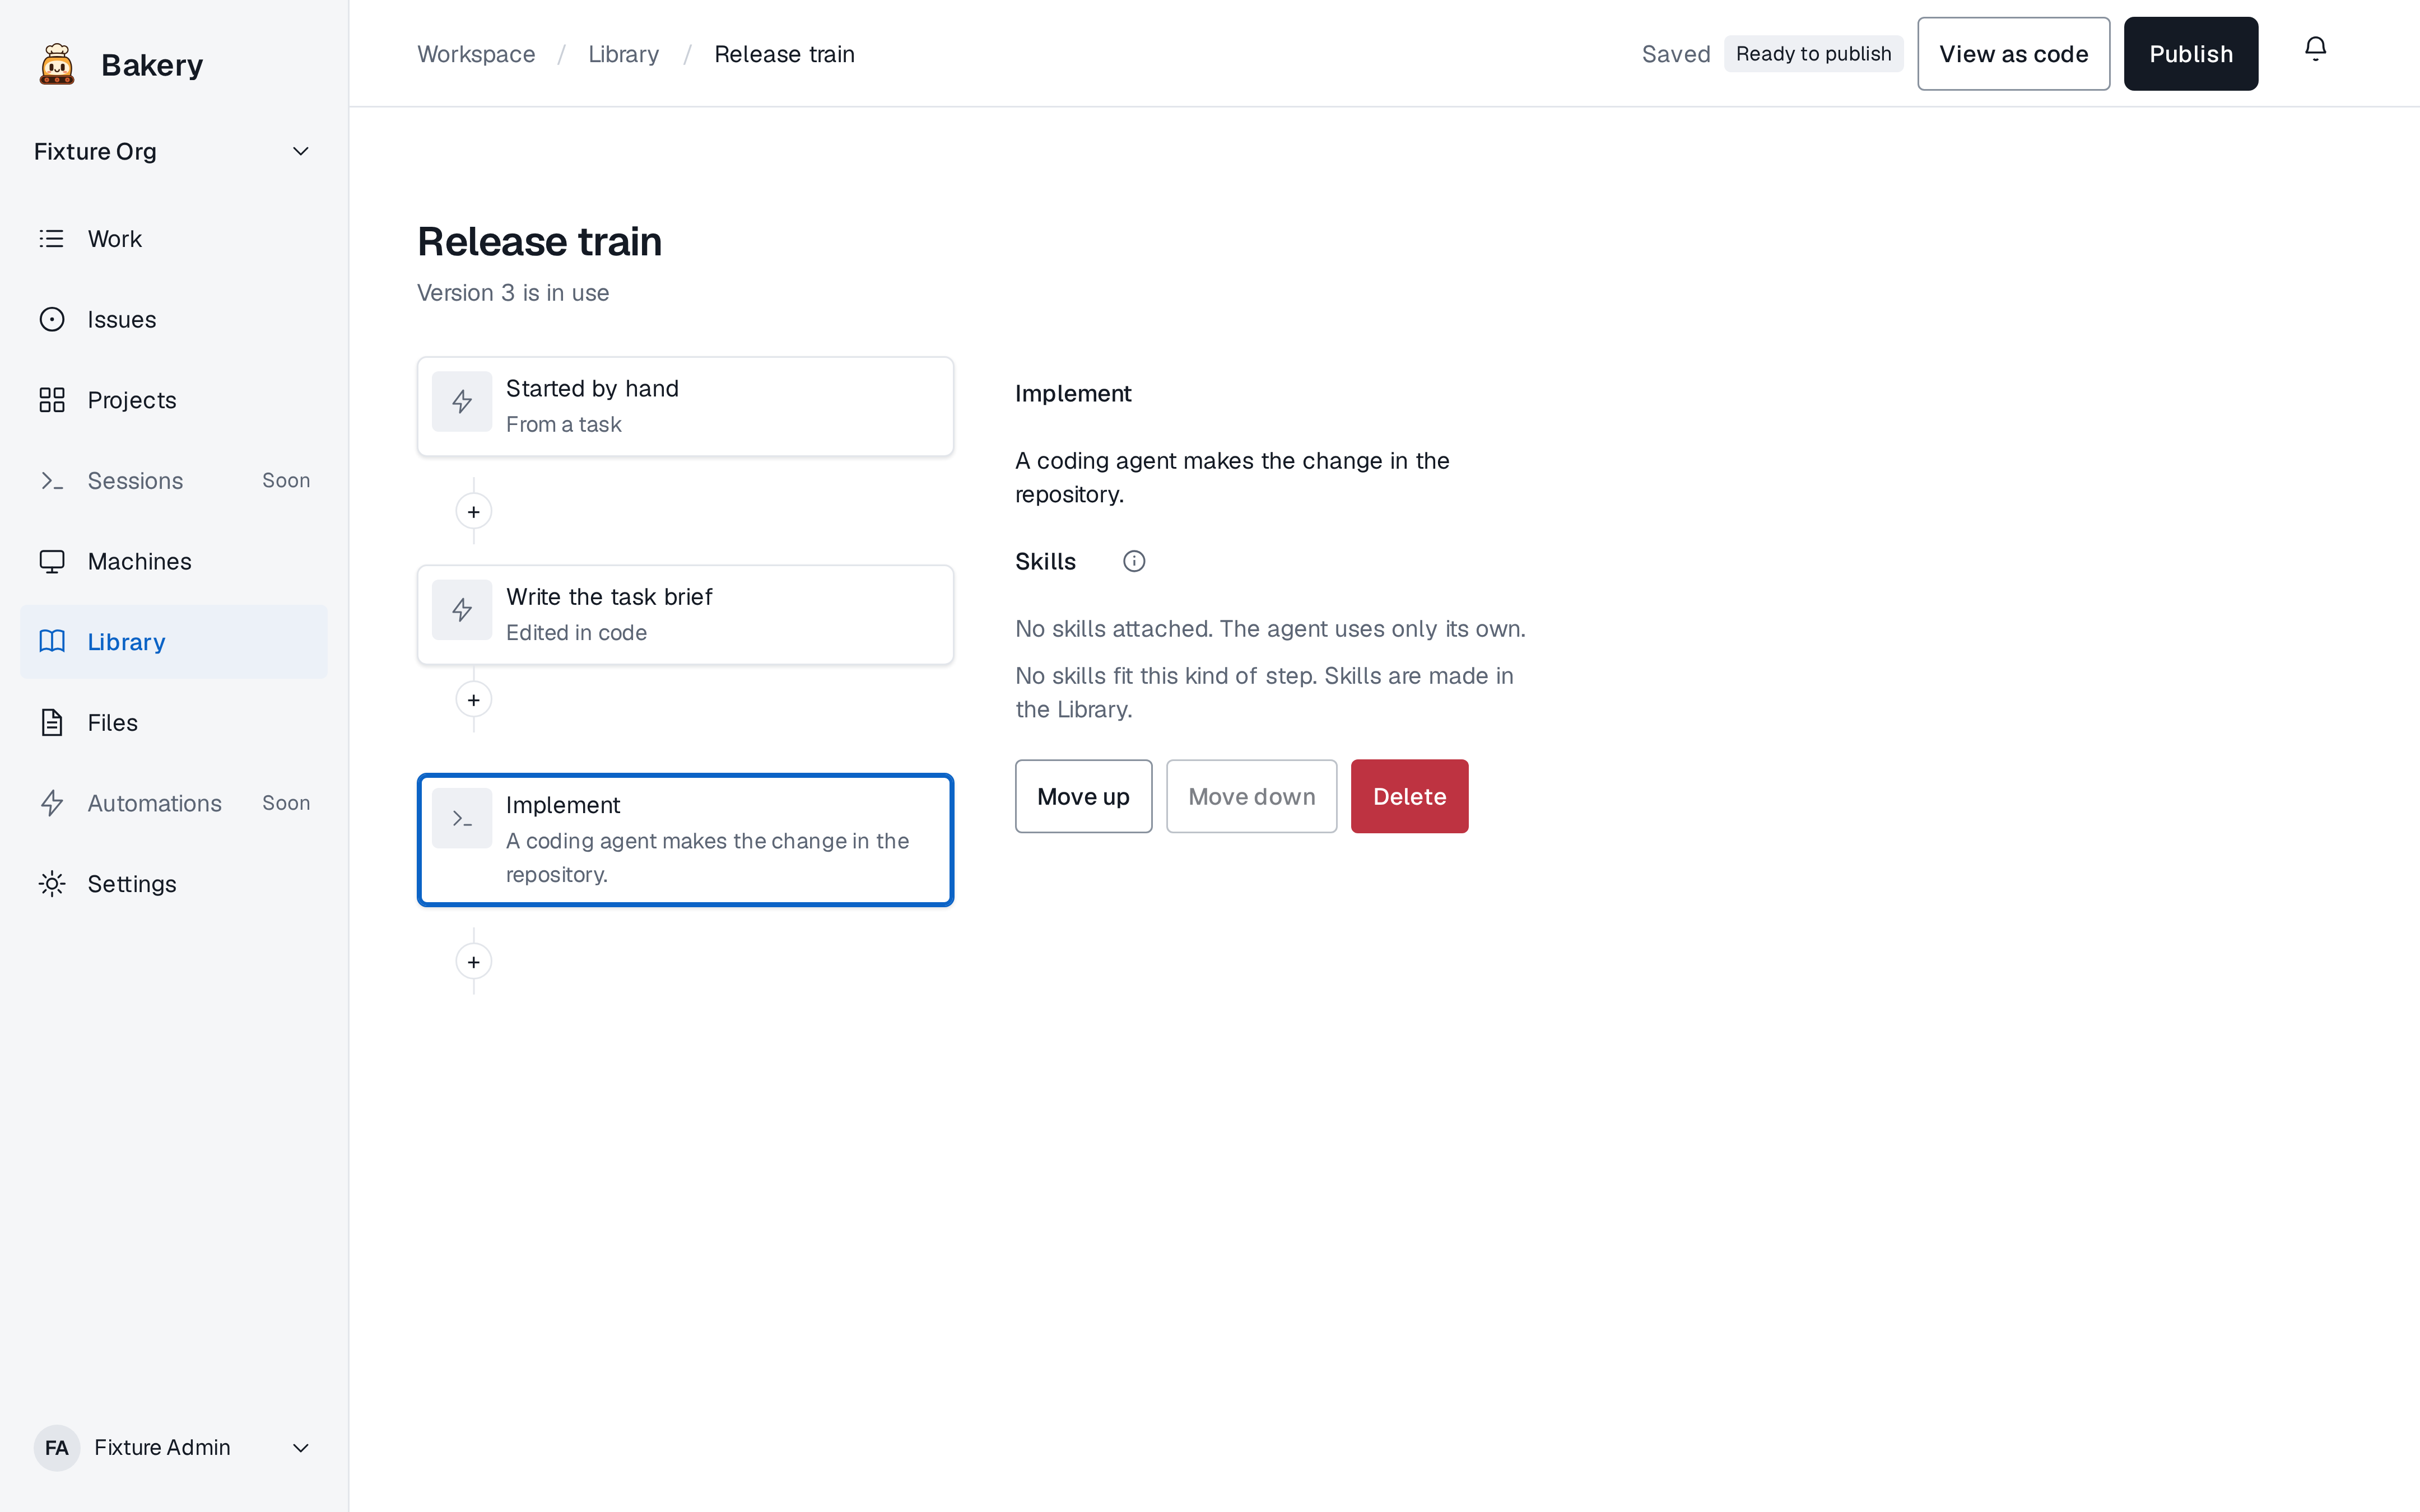 Bakery
Fixture Org
Work
Issues
Projects
Sessions Soon
Machines
Library
Files
Automations Soon
Settings
FA Fixture Admin
Workspace / Library / Release train
Saved Ready to publish View as code Publish
Release train
Version 3 is in use
Started by hand
From a task
+
Write the task brief
Edited in code
+
Implement
A coding agent makes the change in the
repository.
+
Implement
A coding agent makes the change in the
repository.
Skills
No skills attached. The agent uses only its own.
No skills fit this kind of step. Skills are made in
the Library.
Move up Move down Delete